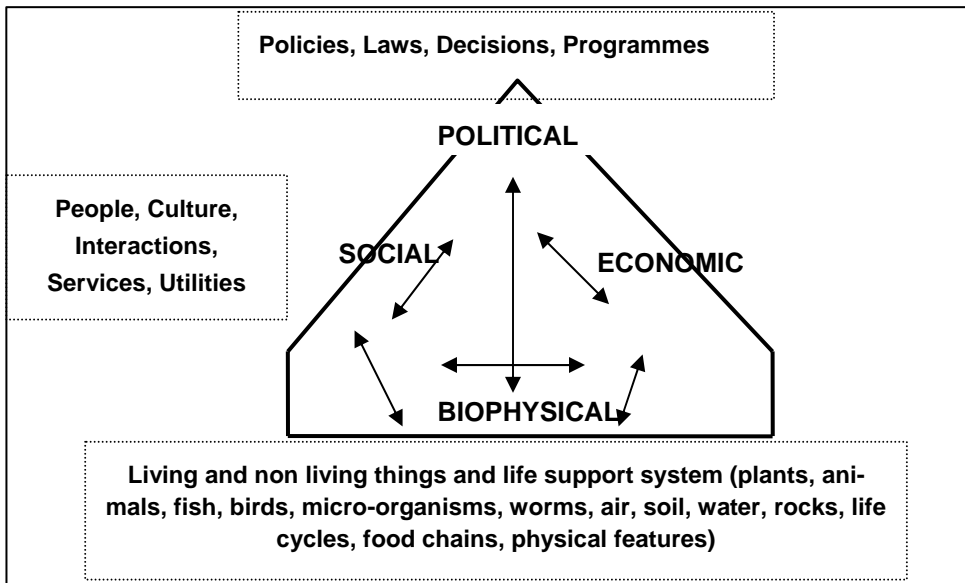 Policies, Laws, Decisions, Programmes
POLITICAL
People, Culture,
Interactions,
Services, Utilities
SOCIAL
ECONOMIC
BIOPHYSICAL
Living and non living things and life support system (plants, ani-
mals, fish, birds, micro-organisms, worms, air, soil, water, rocks, life
cycles, food chains, physical features)